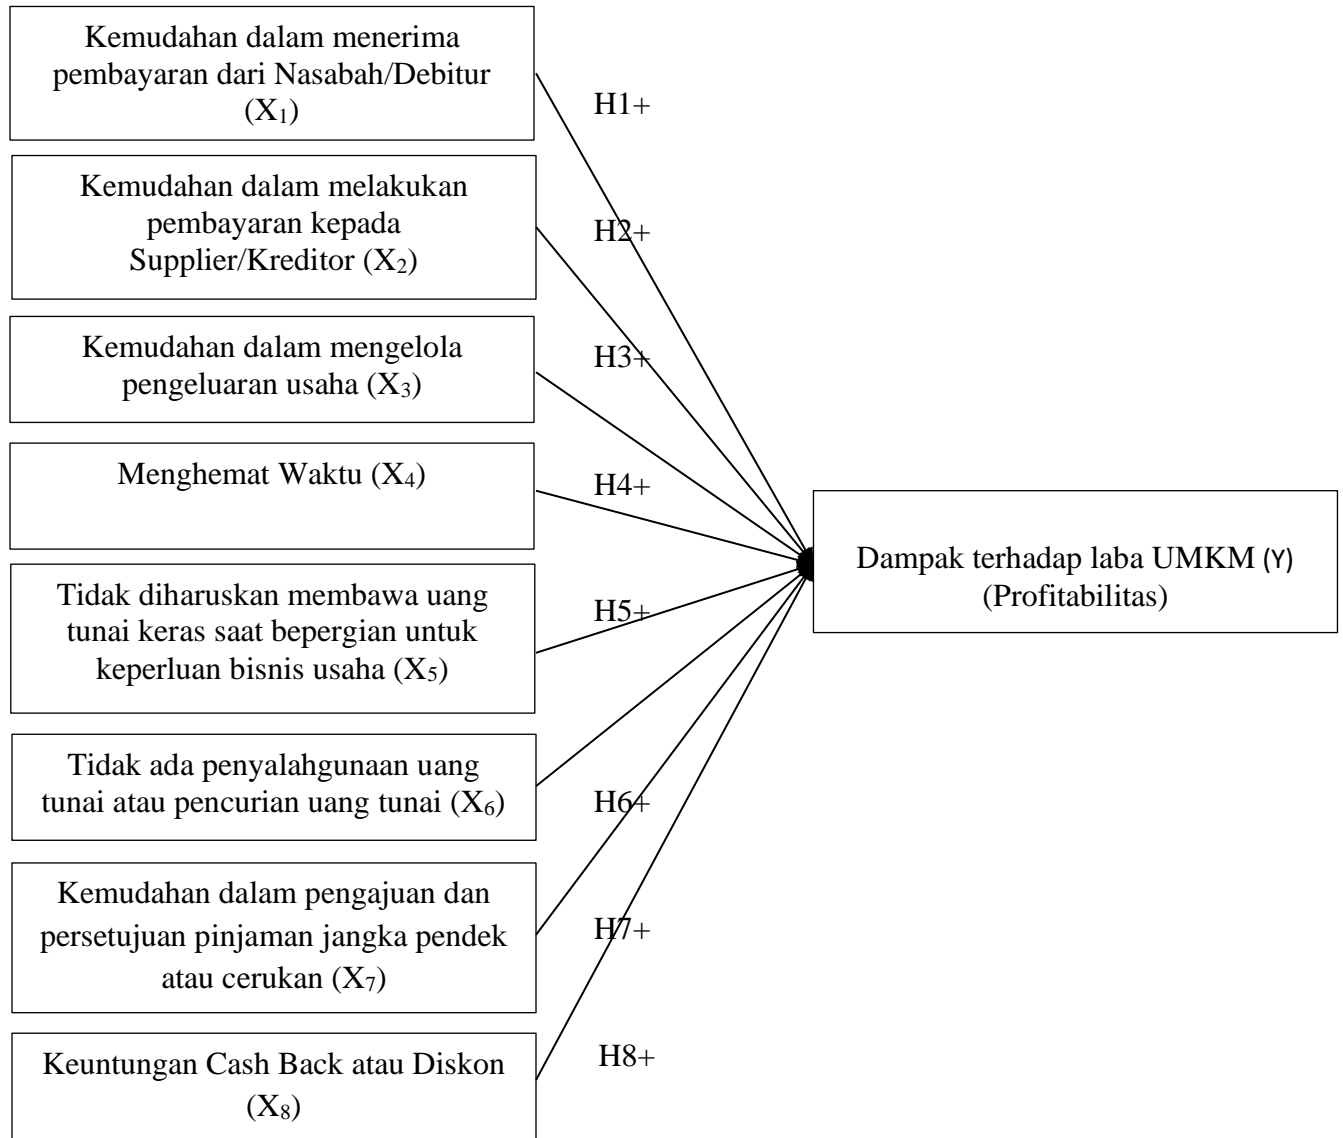 Kemudahan dalam menerima
pembayaran dari Nasabah/Debitur
(X₁)
H1+
Kemudahan dalam melakukan
pembayaran kepada
Supplier/Kreditor (X₂)
H2+
Kemudahan dalam mengelola
pengeluaran usaha (X₃)
H3+
Menghemat Waktu (X₄)
H4+
Tidak diharuskan membawa uang
tunai keras saat bepergian untuk
keperluan bisnis usaha (X₅)
H5+
Tidak ada penyalahgunaan uang
tunai atau pencurian uang tunai (X₆)
H6+
Kemudahan dalam pengajuan dan
persetujuan pinjaman jangka pendek
atau cerukan (X₇)
H7+
Keuntungan Cash Back atau Diskon
(X₈)
H8+
Dampak terhadap laba UMKM (Y)
(Profitabilitas)